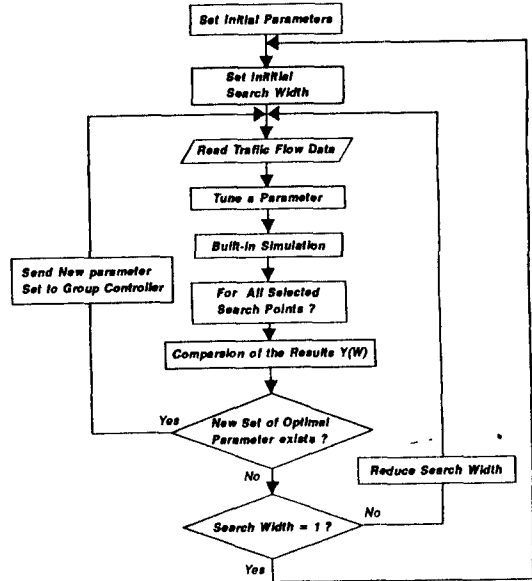 Set Initial Parameters
Set Inititial
Search Width
Read Traffic Flow Data
Tune a Parameter
Built-in Simulation
Send New parameter
Set to Group Controller
For All Selected
Search Points ?
Comparsion of the Results Y(W)
Yes
New Set of Optimal
Parameter exists ?
No
Reduce Search Width
Search Width = 1 ?
No
Yes